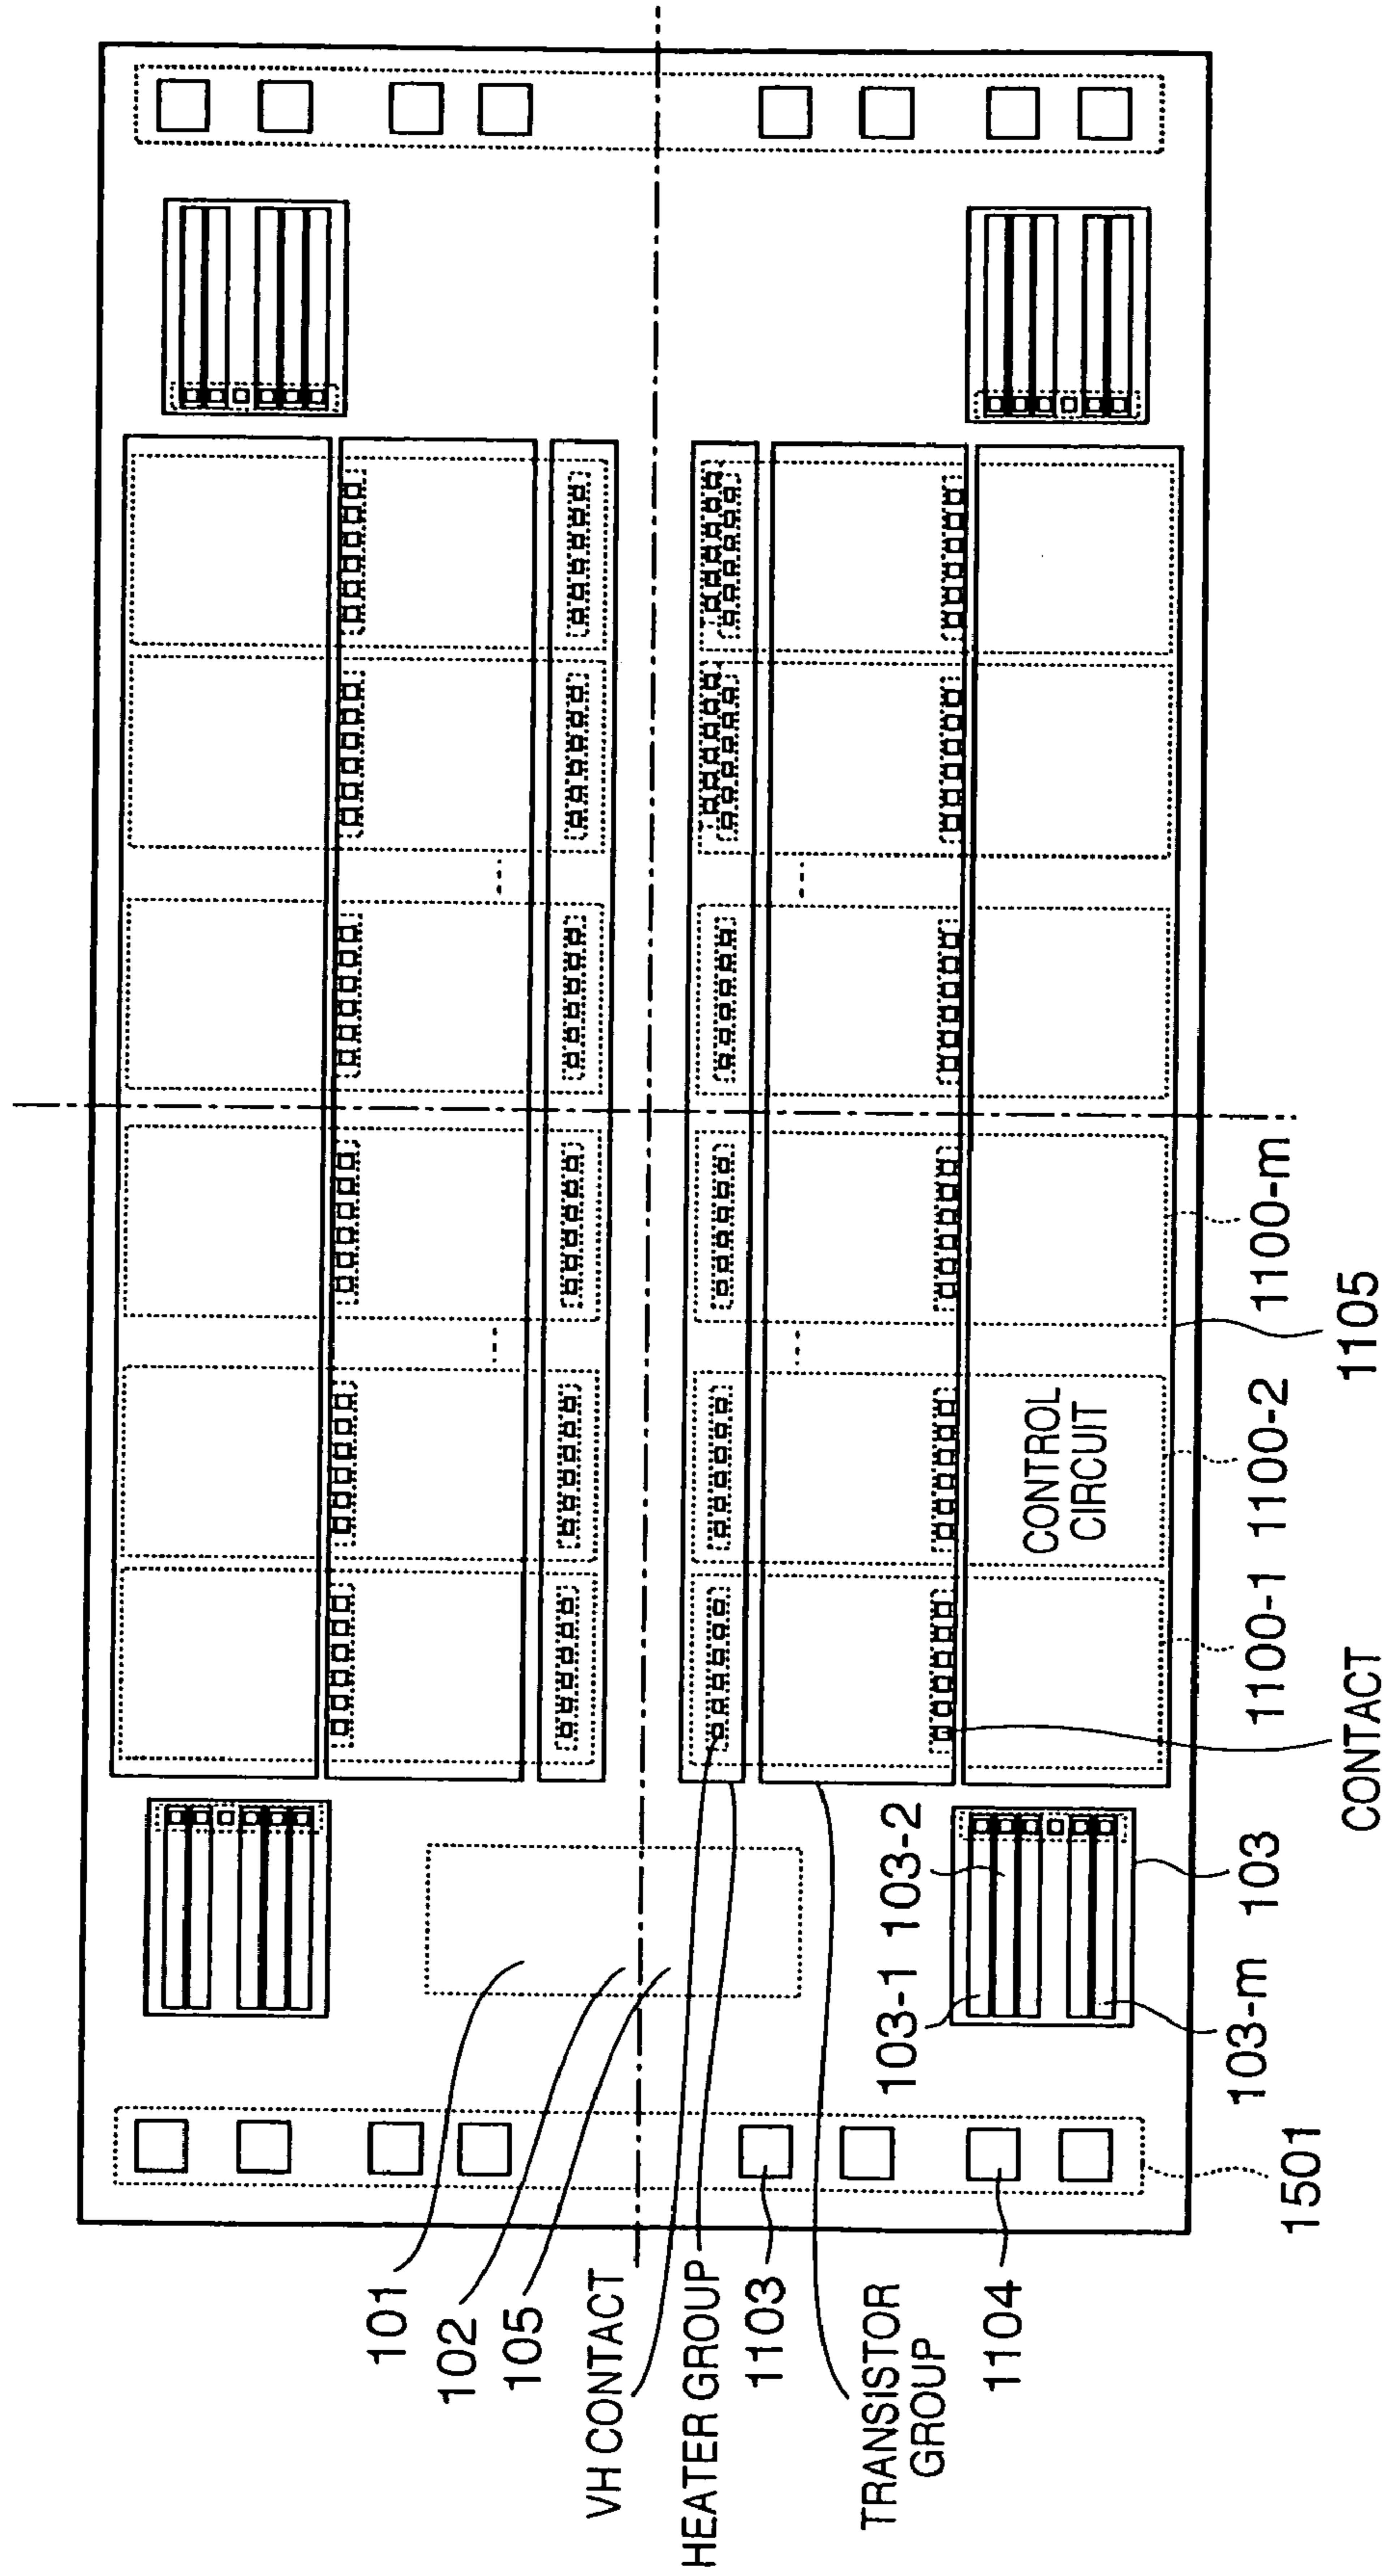 101
102
105
VH CONTACT
HEATER GROUP
1103
TRANSISTOR
GROUP
1104
103-1
103-2
103-m
103
1501
CONTROL
CIRCUIT
1100-1
1100-2
1100-m
1105
CONTACT